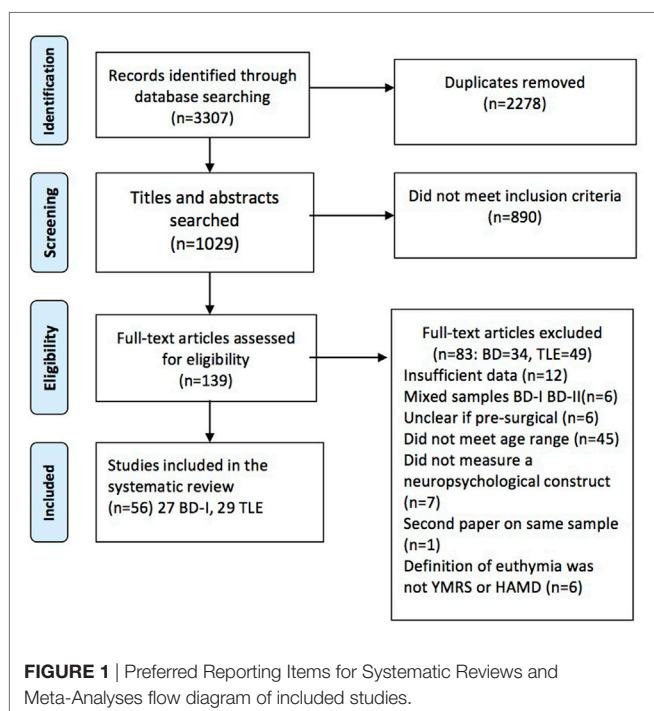 Identification
Records identified through
database searching
(n=3307)
Duplicates removed
(n=2278)
Screening
Titles and abstracts
searched
(n=1029)
Did not meet inclusion criteria
(n=890)
Eligibility
Full-text articles assessed
for eligibility
(n=139)
Full-text articles excluded
(n=83: BD=34, TLE=49)
Insufficient data (n=12)
Mixed samples BD-I BD-II(n=6)
Unclear if pre-surgical (n=6)
Did not meet age range (n=45)
Did not measure a
neuropsychological construct
(n=7)
Second paper on same sample
(n=1)
Definition of euthymia was
not YMRS or HAMD (n=6)
Included
Studies included in the
systematic review
(n=56) 27 BD-I, 29 TLE
FIGURE 1 | Preferred Reporting Items for Systematic Reviews and
Meta-Analyses flow diagram of included studies.